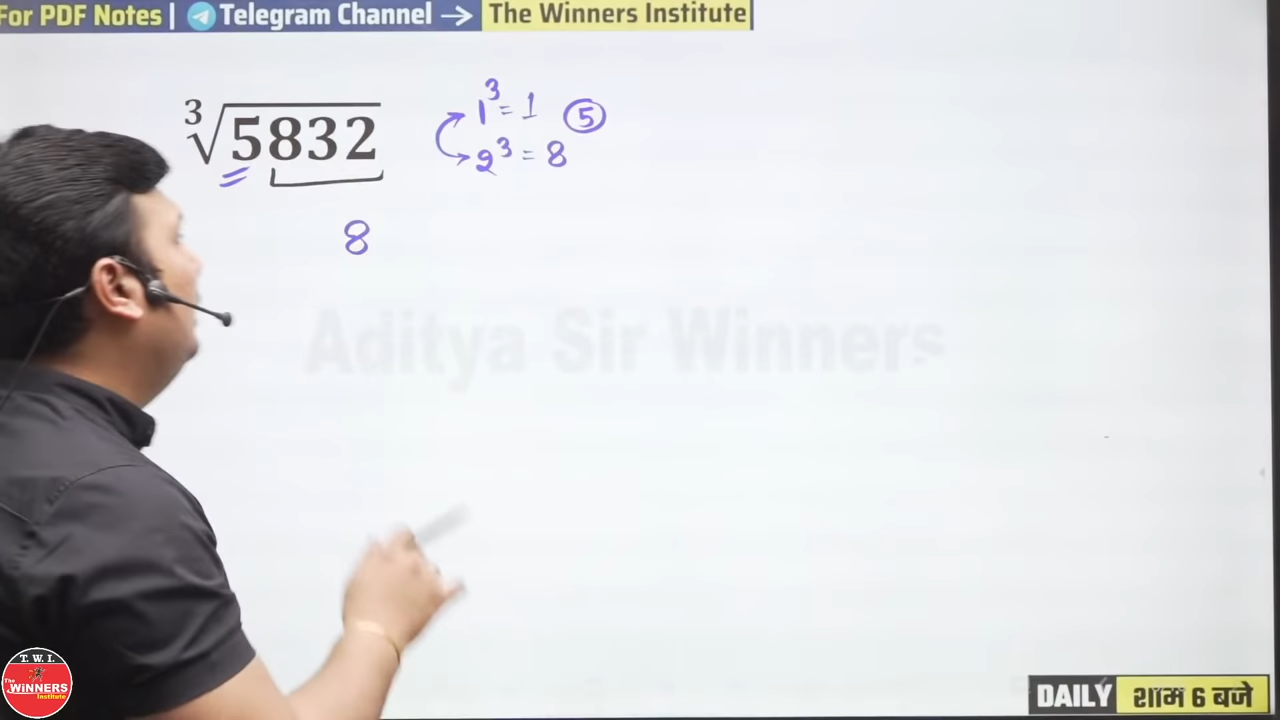 For PDF Notes | Telegram Channel → The Winners Institute
∛5832
1³ = 1 ⑤
2³ = 8
8
Aditya Sir Winners
T. W. I.
The WiNNERS Institute
DAILY शाम 6 बजे